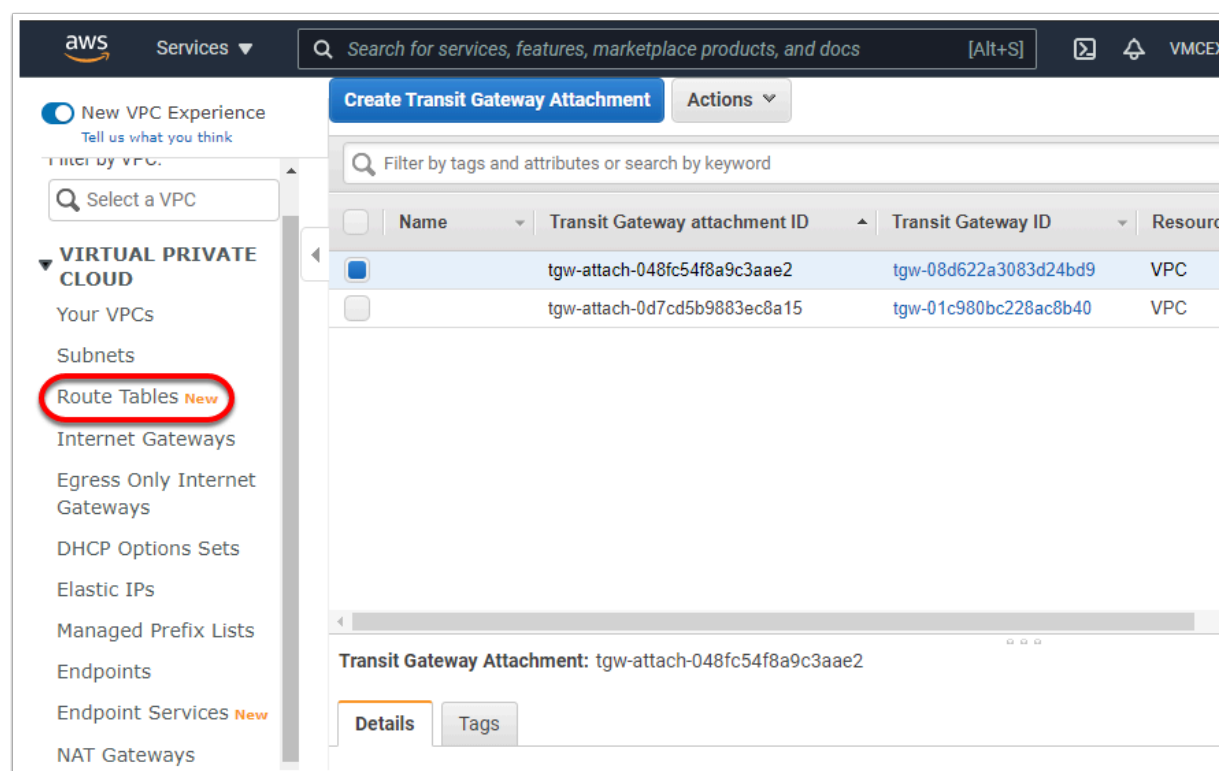 aws Services Search for services, features, marketplace products, and docs [Alt+S] VMCEX
New VPC Experience
Tell us what you think
Filter by VPC:
Select a VPC
VIRTUAL PRIVATE
CLOUD
Your VPCs
Subnets
Route Tables New
Internet Gateways
Egress Only Internet
Gateways
DHCP Options Sets
Elastic IPs
Managed Prefix Lists
Endpoints
Endpoint Services New
NAT Gateways
Create Transit Gateway Attachment Actions
Filter by tags and attributes or search by keyword
Name Transit Gateway attachment ID Transit Gateway ID Resourc
tgw-attach-048fc54f8a9c3aae2 tgw-08d622a3083d24bd9 VPC
tgw-attach-0d7cd5b9883ec8a15 tgw-01c980bc228ac8b40 VPC
Transit Gateway Attachment: tgw-attach-048fc54f8a9c3aae2
Details Tags